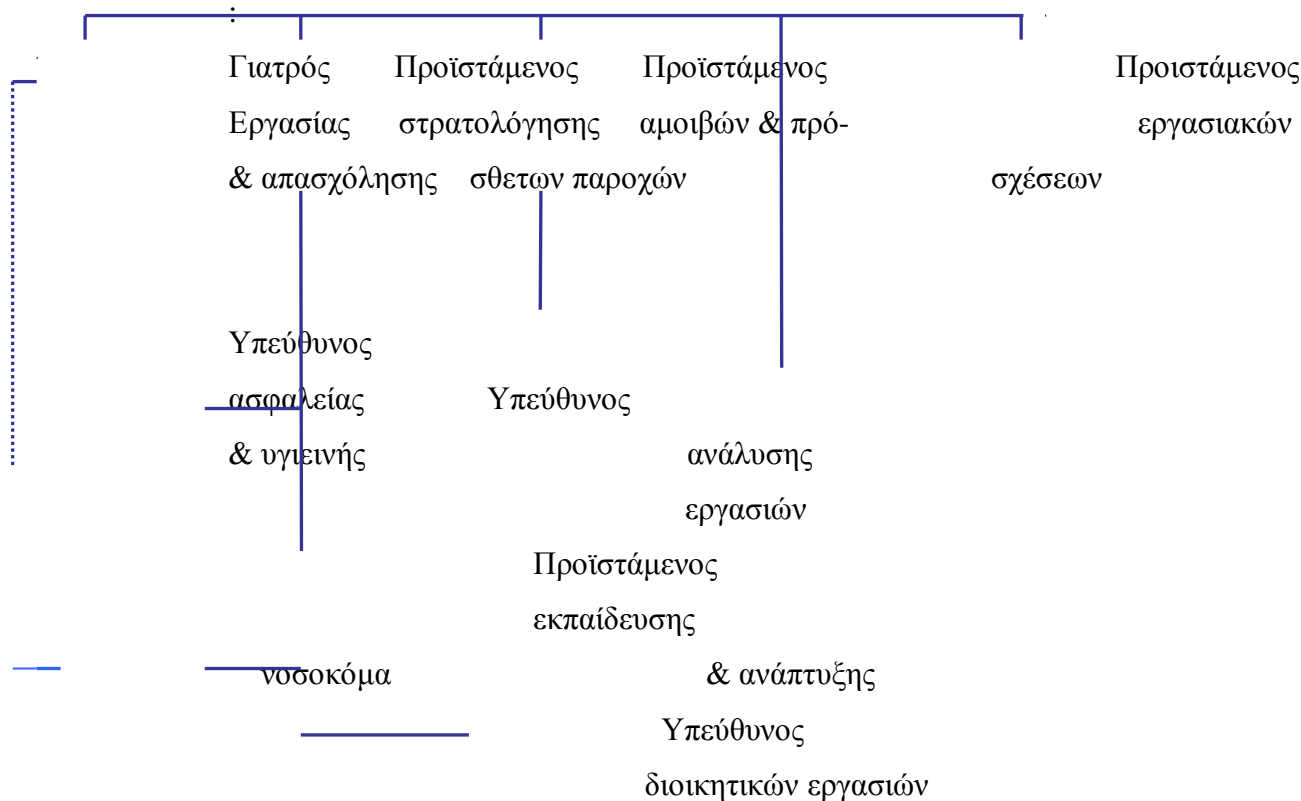 :
Γιατρός Προϊστάμενος Προϊστάμενος Προιστάμενος
Εργασίας στρατολόγησης αμοιβών & πρό- εργασιακών
& απασχόλησης σθετων παροχών σχέσεων
Υπεύθυνος
ασφαλείας Υπεύθυνος
& υγιεινής ανάλυσης
εργασιών
Προϊστάμενος
εκπαίδευσης
νοσοκόμα & ανάπτυξης
Υπεύθυνος
διοικητικών εργασιών